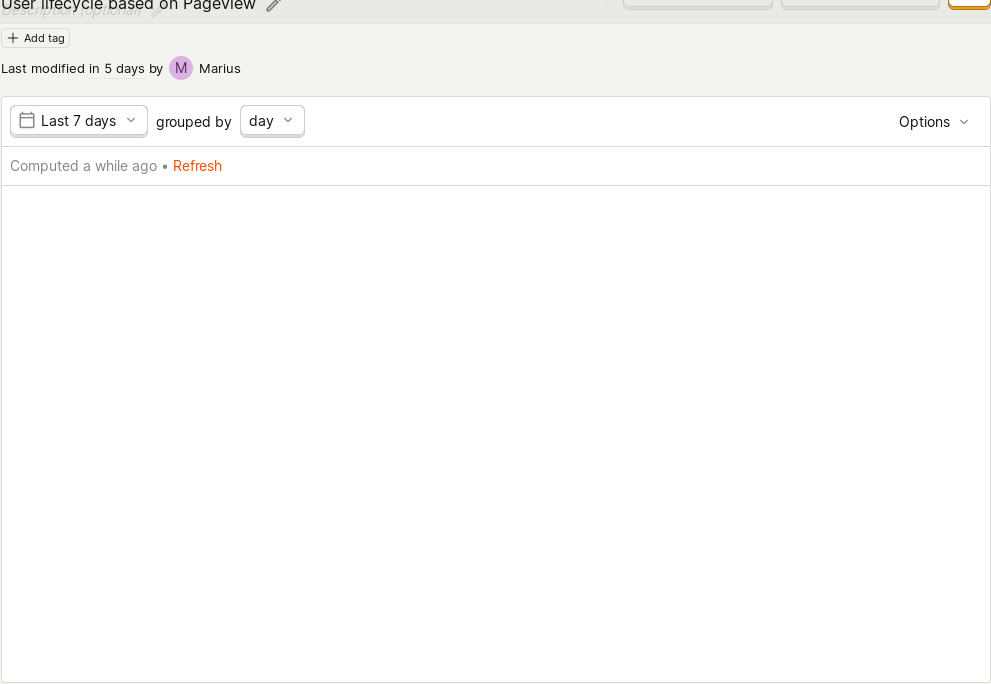 User lifecycle based on Pageview
Description (optional)
Add tag
Last modified in 5 days by M Marius
Last 7 days grouped by day Options
Computed a while ago • Refresh